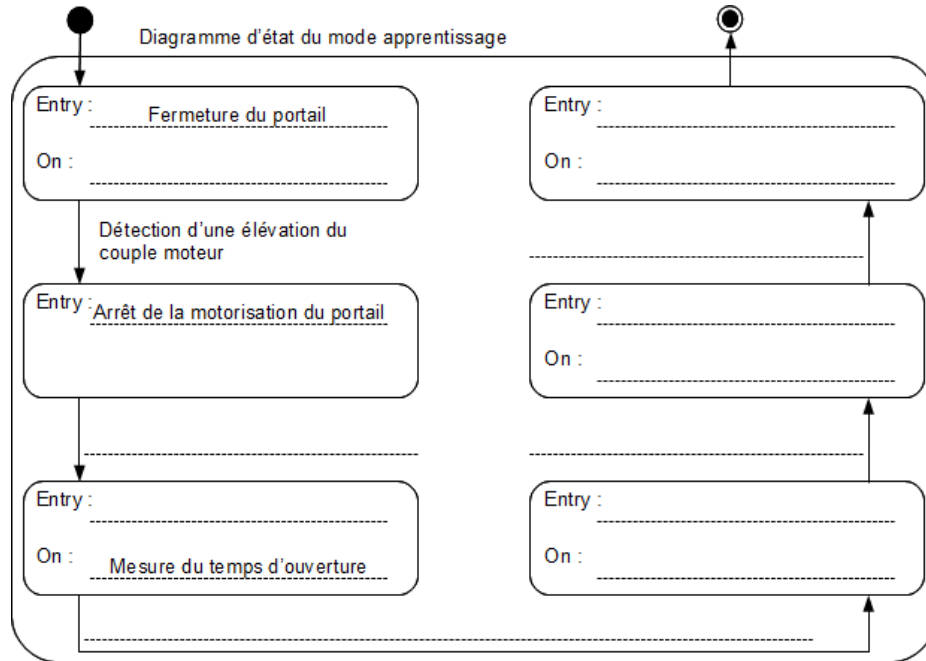 Diagramme d'état du mode apprentissage
Entry :
Fermeture du portail
On :
Détection d'une élévation du
couple moteur
Entry :
Arrêt de la motorisation du portail
Entry :
On :
Mesure du temps d'ouverture
Entry :
On :
Entry :
On :
Entry :
On :